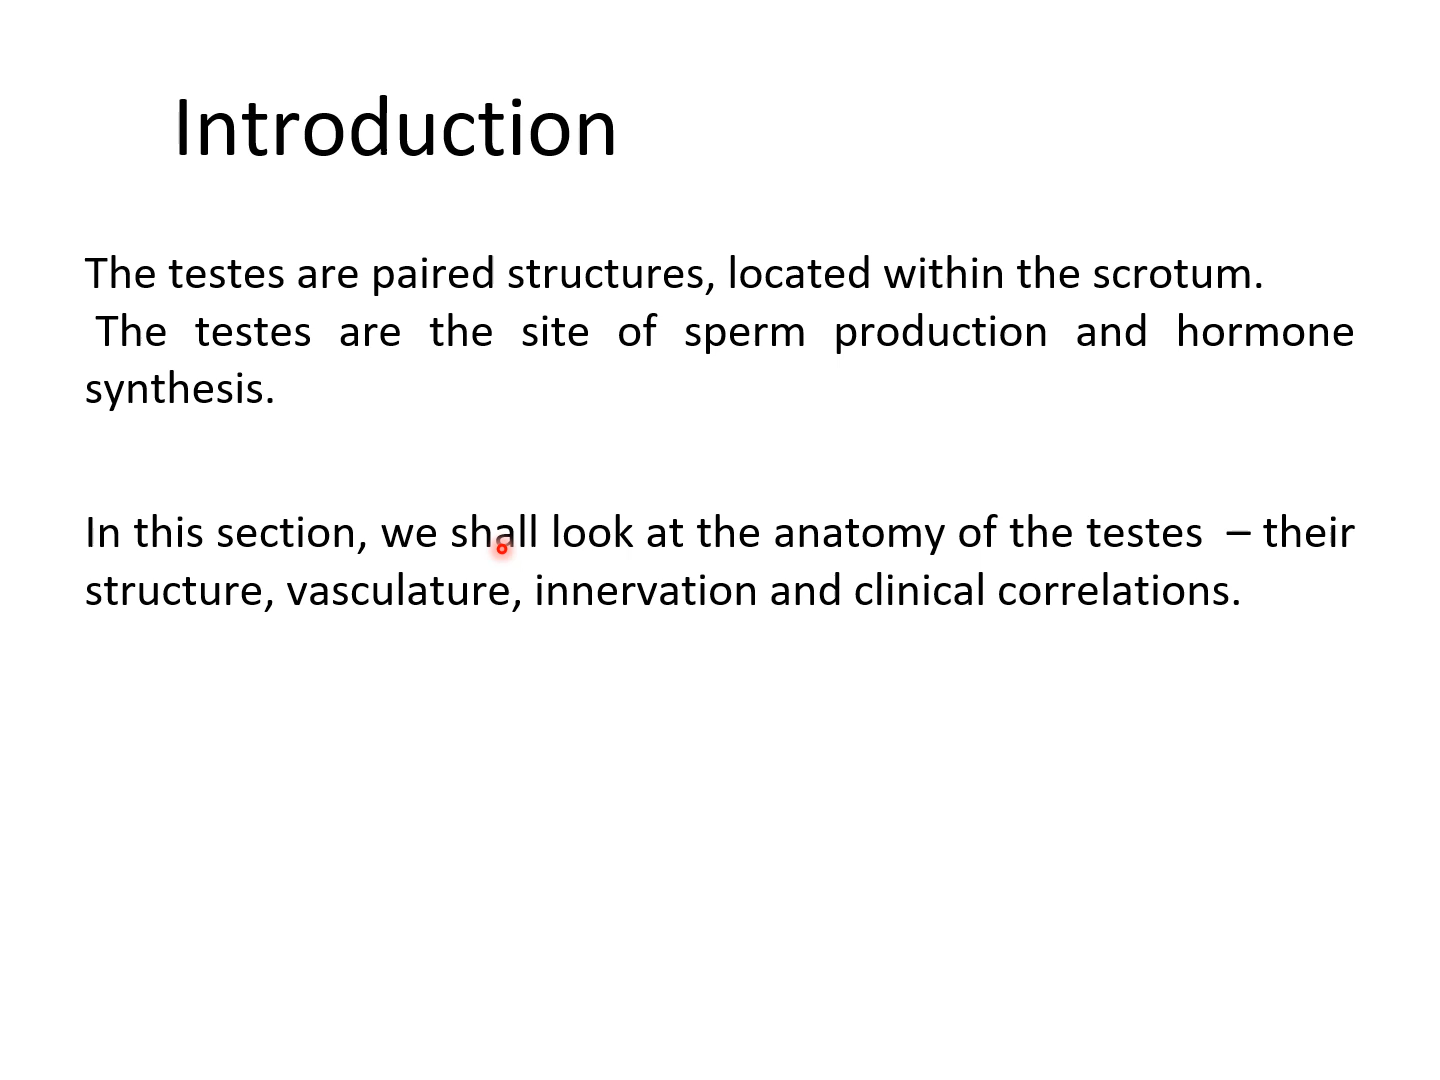 Introduction
The testes are paired structures, located within the scrotum.
The testes are the site of sperm production and hormone
synthesis.
In this section, we shall look at the anatomy of the testes – their
structure, vasculature, innervation and clinical correlations.